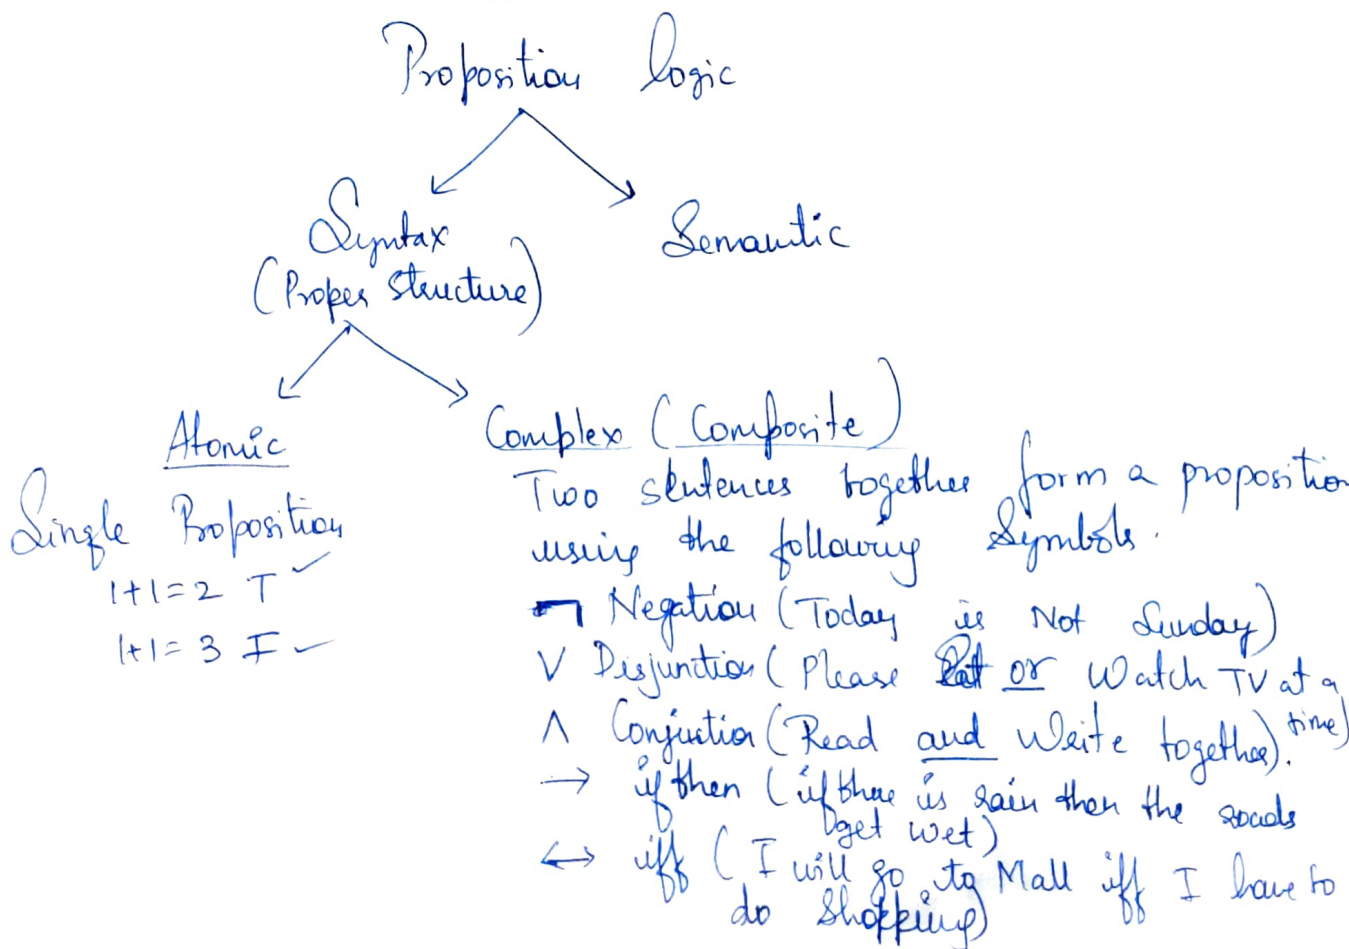 Proposition logic
Syntax
(Proper structure)
Semantic
Atomic
Single Proposition
1+1=2 T ✓
1+1=3 F ✓
Complex (Composite)
Two sentences together form a proposition
using the following Symbols.
¬ Negation (Today is Not Sunday)
∨ Disjunction (Please Eat or Watch TV at a time)
∧ Conjuction (Read and Write together).
→ if then (if there is rain then the roads
get wet)
↔ iff (I will go to Mall iff I have to
do Shopping)